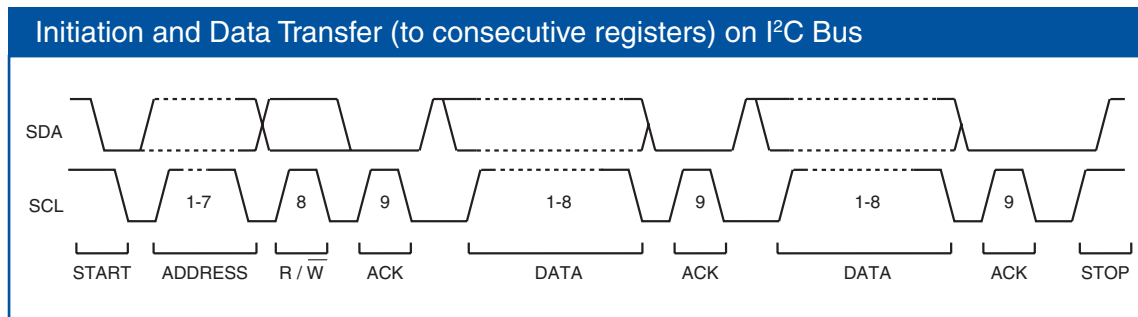 Initiation and Data Transfer (to consecutive registers) on I²C Bus
SDA
SCL 1-7 8 9 1-8 9 1-8 9
START ADDRESS R / W̅ ACK DATA ACK DATA ACK STOP